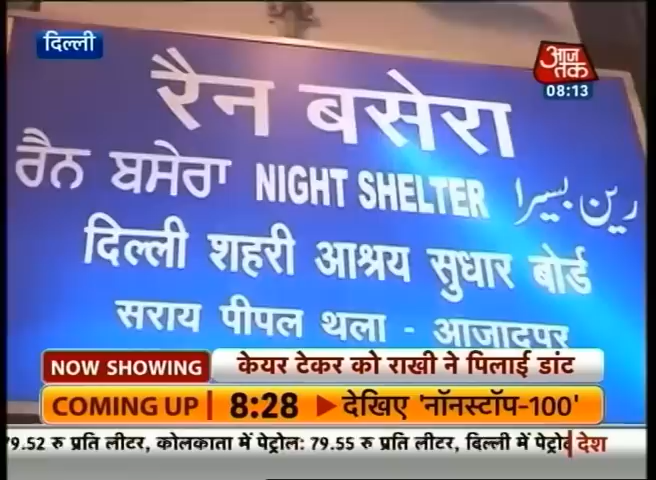 दिल्ली
आज तक
08:13
रैन बसेरा
ਰੈਨ ਬਸੇਰਾ NIGHT SHELTER رین بسیرا
दिल्ली शहरी आश्रय सुधार बोर्ड
सराय पीपल थला - आजादपुर
NOW SHOWING केयर टेकर को राखी ने पिलाई डांट
COMING UP 8:28 देखिए 'नॉनस्टॉप-100'
79.52 रु प्रति लीटर, कोलकाता में पेट्रोल: 79.55 रु प्रति लीटर, दिल्ली में पेट्रो देश